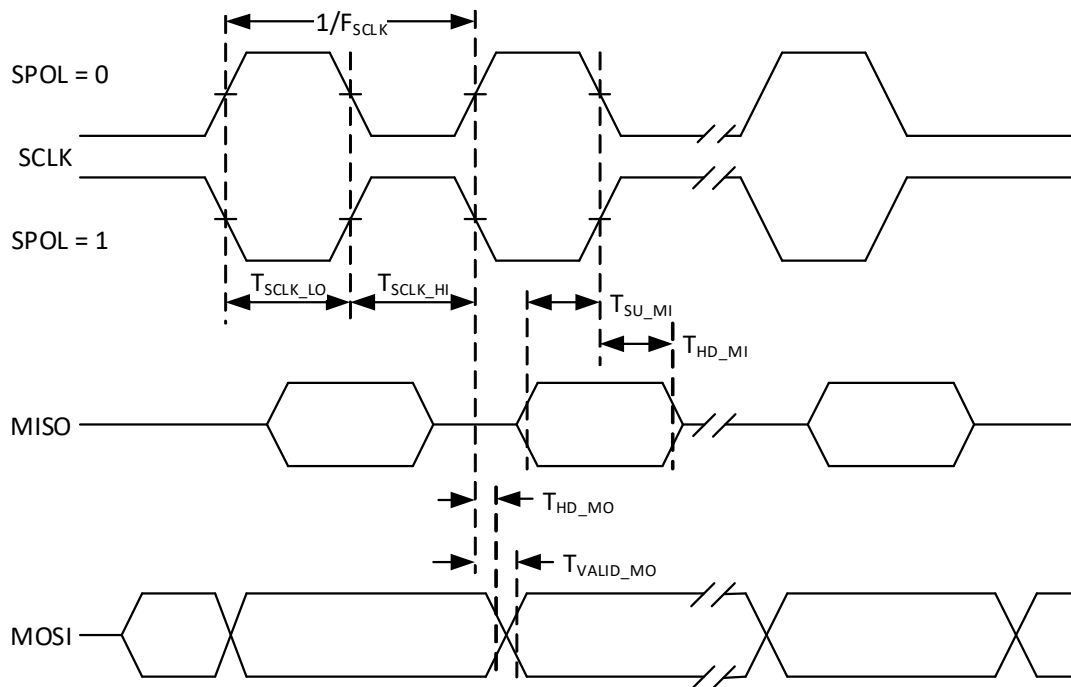 1/F_SCLK
SPOL = 0
SCLK
SPOL = 1
T_SCLK_LO
T_SCLK_HI
T_SU_MI
T_HD_MI
MISO
T_HD_MO
T_VALID_MO
MOSI